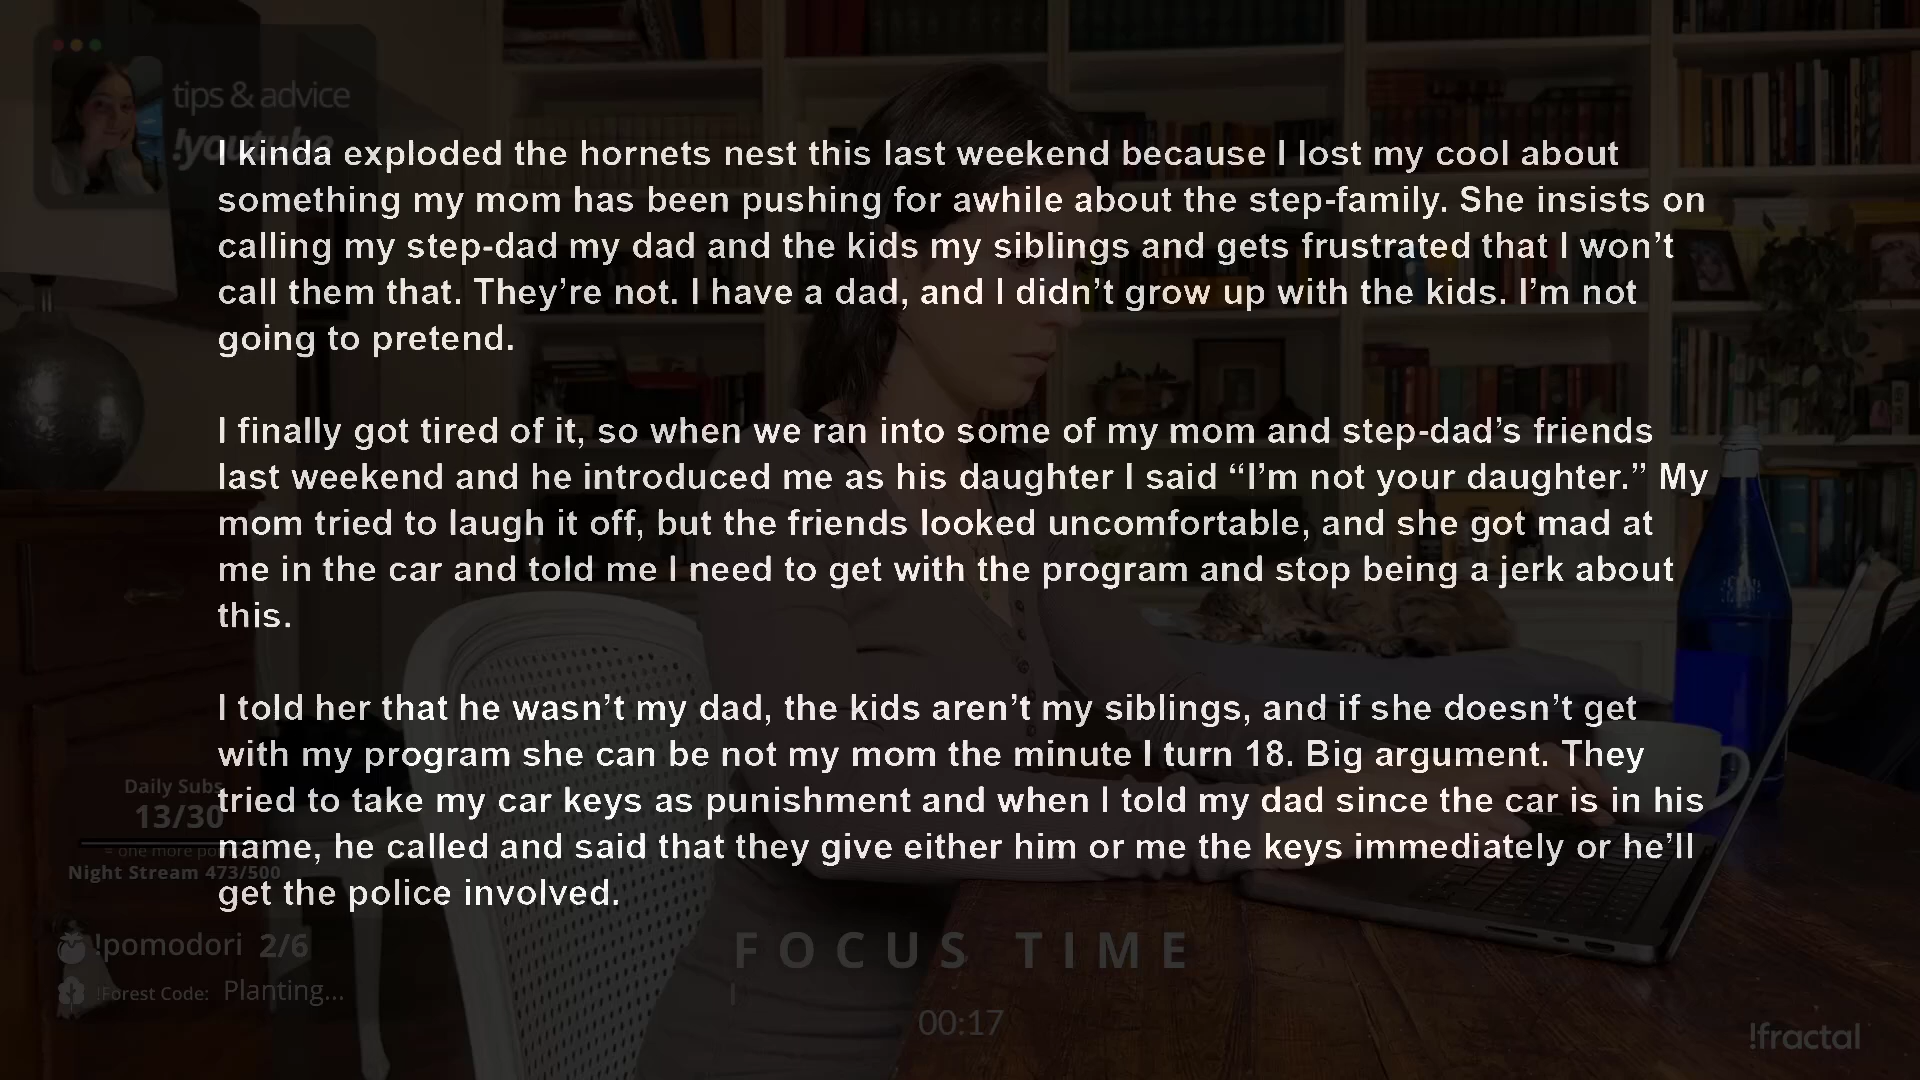 tips & advice
!youtube
I kinda exploded the hornets nest this last weekend because I lost my cool about
something my mom has been pushing for awhile about the step-family. She insists on
calling my step-dad my dad and the kids my siblings and gets frustrated that I won't
call them that. They're not. I have a dad, and I didn't grow up with the kids. I'm not
going to pretend.
I finally got tired of it, so when we ran into some of my mom and step-dad's friends
last weekend and he introduced me as his daughter I said “I'm not your daughter.” My
mom tried to laugh it off, but the friends looked uncomfortable, and she got mad at
me in the car and told me I need to get with the program and stop being a jerk about
this.
I told her that he wasn't my dad, the kids aren't my siblings, and if she doesn't get
with my program she can be not my mom the minute I turn 18. Big argument. They
tried to take my car keys as punishment and when I told my dad since the car is in his
name, he called and said that they give either him or me the keys immediately or he'll
get the police involved.
Daily Subs
13/30
= one more
Night Stream 473/500
!pomodori 2/6
!Forest Code: Planting...
FOCUS TIME
00:17
!fractal